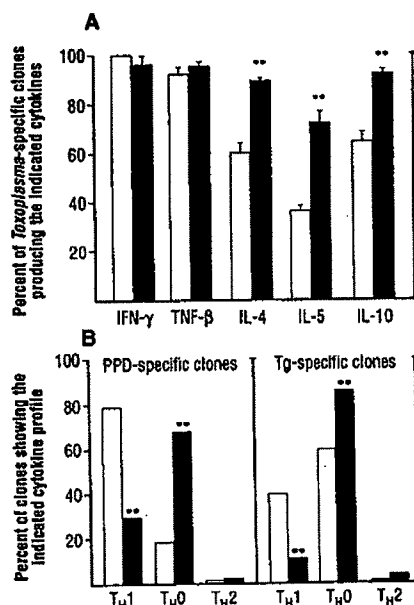 A
Percent of Toxoplasma-specific clones
producing the indicated cytokines
100
80
60
40
20
** ** **
IFN-γ TNF-β IL-4 IL-5 IL-10
B
Percent of clones showing the
indicated cytokine profile
100
80
60
40
20
PPD-specific clones Tg-specific clones
** ** ** **
TH1 TH0 TH2 TH1 TH0 TH2